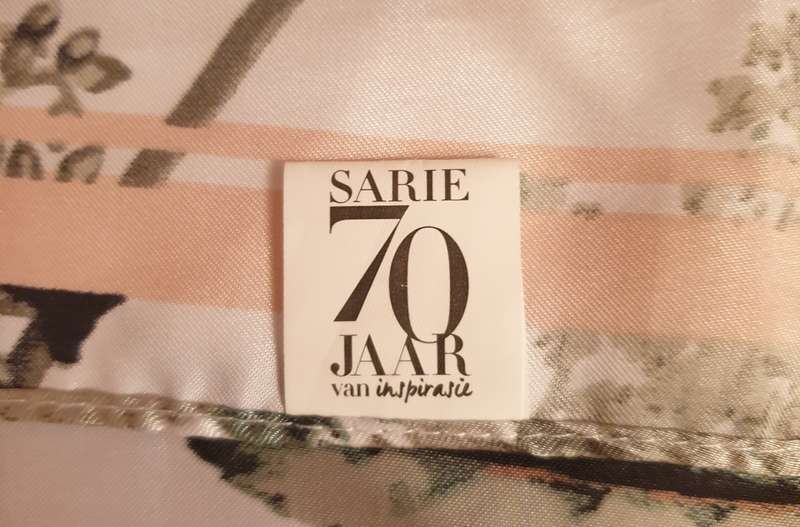 SARIE
70
JAAR
van inspirasie